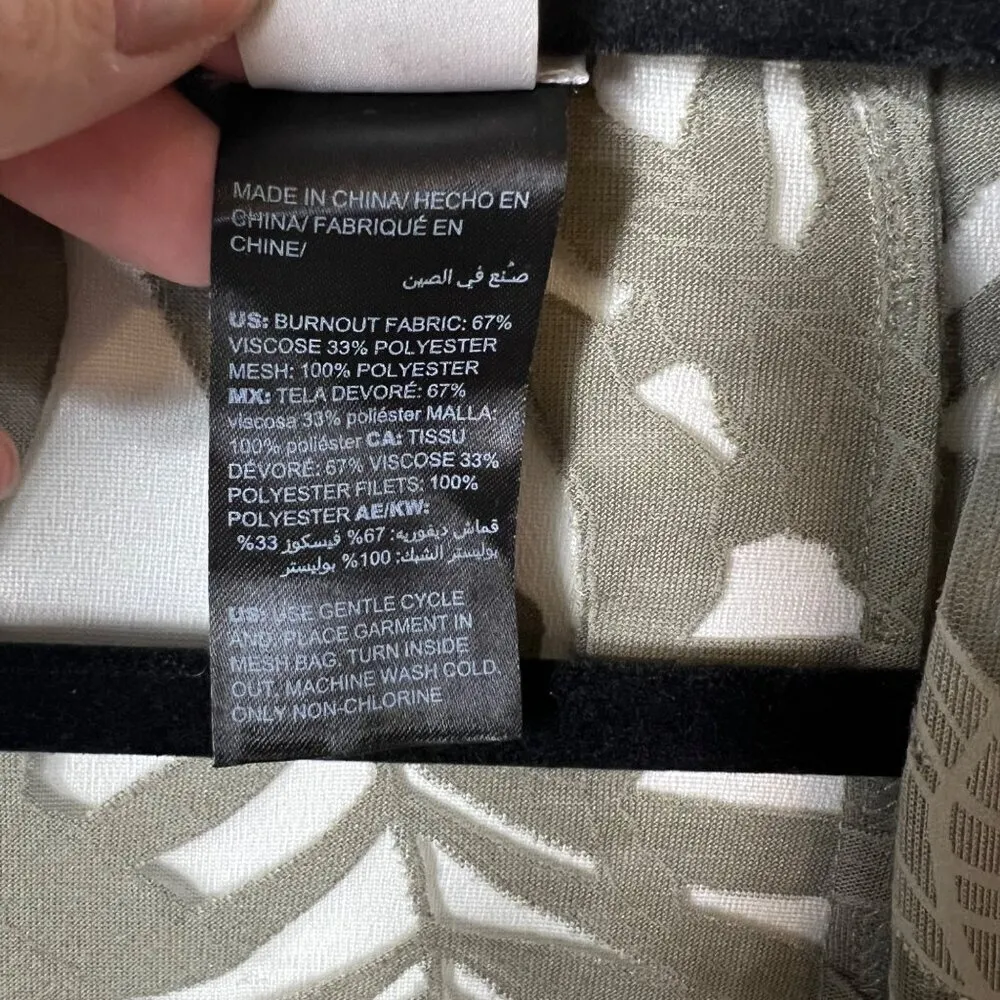 MADE IN CHINA/ HECHO EN
CHINA/ FABRIQUÉ EN
CHINE/
صُنع في الصين
US: BURNOUT FABRIC: 67%
VISCOSE 33% POLYESTER
MESH: 100% POLYESTER
MX: TELA DEVORÉ: 67%
viscosa 33% poliéster MALLA:
100% poliéster CA: TISSU
DÉVORÉ: 67% VISCOSE 33%
POLYESTER FILETS: 100%
POLYESTER AE/KW:
قماش ديفوريه: 67% فيسكوز 33%
بوليستر الشبك: 100% بوليستر
US: USE GENTLE CYCLE
AND PLACE GARMENT IN
MESH BAG. TURN INSIDE
OUT. MACHINE WASH COLD.
ONLY NON-CHLORINE